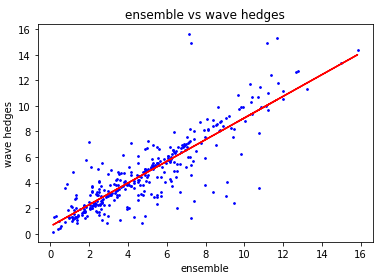 ensemble vs wave hedges
16
14
12
10
8
6
4
2
0
wave hedges
0 2 4 6 8 10 12 14 16
ensemble